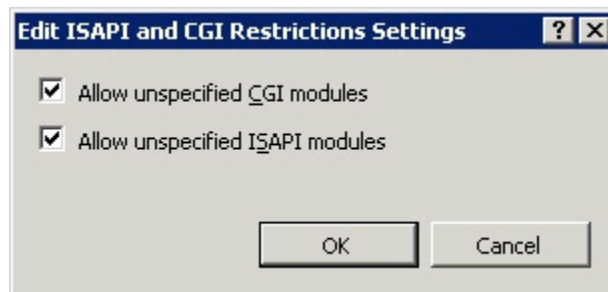 Edit ISAPI and CGI Restrictions Settings
Allow unspecified CGI modules
Allow unspecified ISAPI modules
OK Cancel